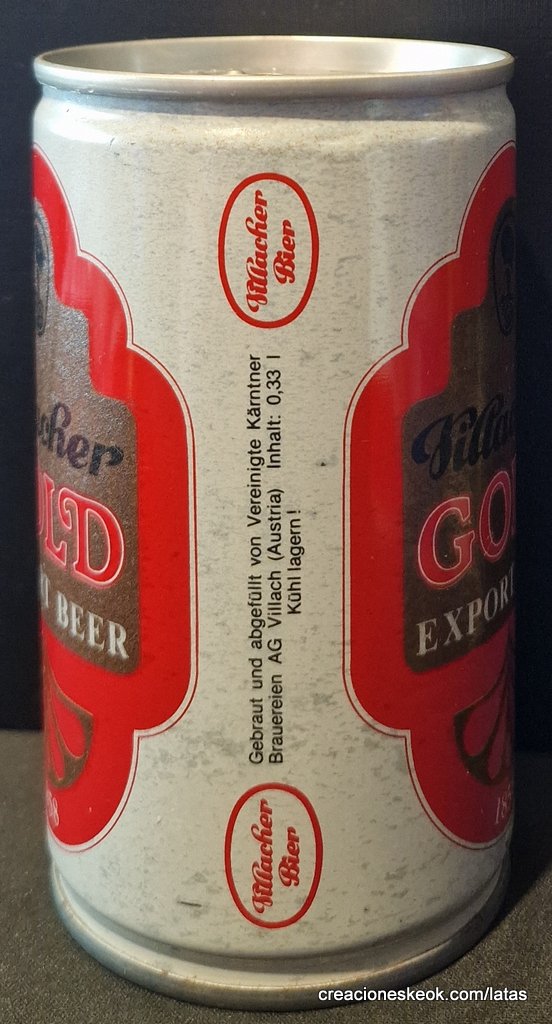 Villacher
Bier
Gebraut und abgefüllt von Vereinigte Kärntner
Brauereien AG Villach (Austria) Inhalt: 0,33 l
Kühl lagern!
Villacher
Bier
BEER
EXPORT
creacioneskeok.com/latas